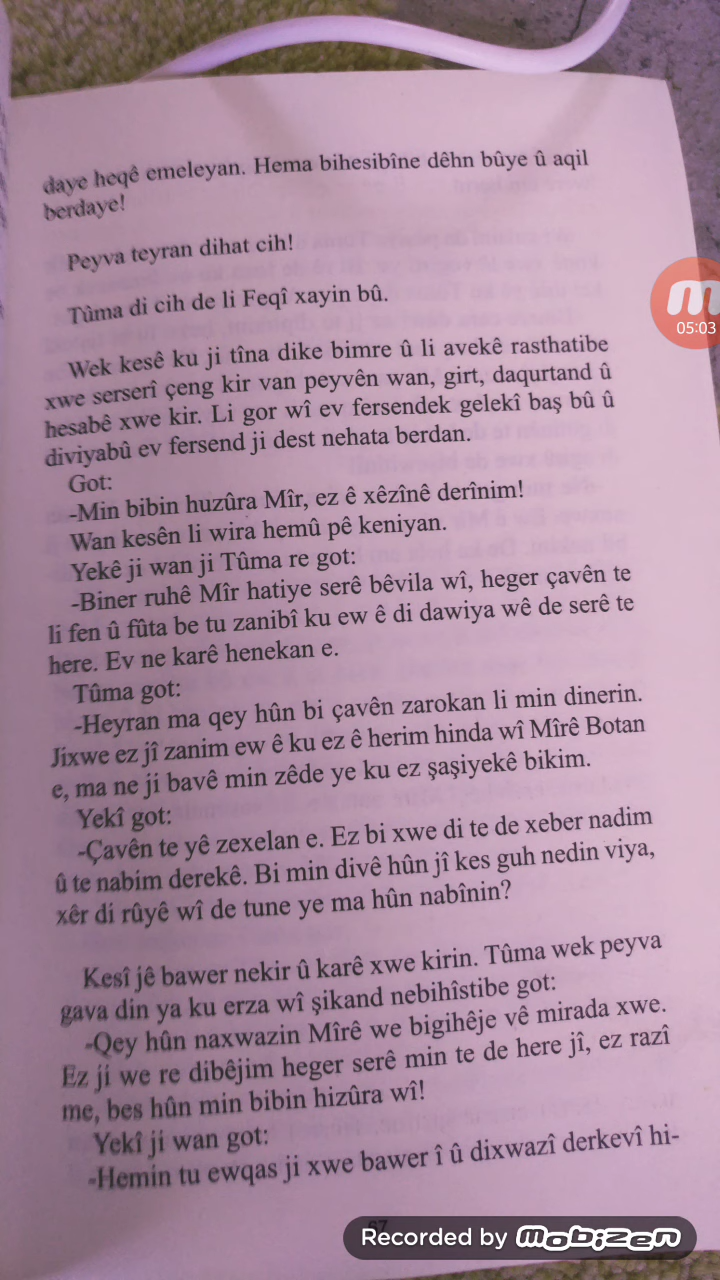 daye heqê emeleyan. Hema bihesibîne dêhn bûye û aqil
berdaye!
Peyva teyran dihat cih!
Tûma di cih de li Feqî xayin bû.
Wek kesê ku ji tîna dike bimre û li avekê rasthatibe
xwe serserî çeng kir van peyvên wan, girt, daqurtand û
hesabê xwe kir. Li gor wî ev fersendek gelekî baş bû û
diviyabû ev fersend ji dest nehata berdan.
Got:
-Min bibin huzûra Mîr, ez ê xêzînê derînim!
Wan kesên li wira hemû pê keniyan.
Yekê ji wan ji Tûma re got:
-Biner ruhê Mîr hatiye serê bêvila wî, heger çavên te
li fen û fûta be tu zanibî ku ew ê di dawiya wê de serê te
here. Ev ne karê henekan e.
Tûma got:
-Heyran ma qey hûn bi çavên zarokan li min dinerin.
Jixwe ez jî zanim ew ê ku ez ê herim hinda wî Mîrê Botan
e, ma ne ji bavê min zêde ye ku ez şaşiyekê bikim.
Yekî got:
-Çavên te yê zexelan e. Ez bi xwe di te de xeber nadim
û te nabim derekê. Bi min divê hûn jî kes guh nedin viya,
xêr di rûyê wî de tune ye ma hûn nabînin?
Kesî jê bawer nekir û karê xwe kirin. Tûma wek peyva
gava din ya ku erza wî şikand nebihîstibe got:
-Qey hûn naxwazin Mîrê we bigihêje vê mirada xwe.
Ez jí we re dibêjim heger serê min te de here jî, ez razî
me, bes hûn min bibin hizûra wî!
Yekî ji wan got:
-Hemin tu ewqas ji xwe bawer î û dixwazî derkevî hi-
67
m
05:03
Recorded by mobizen